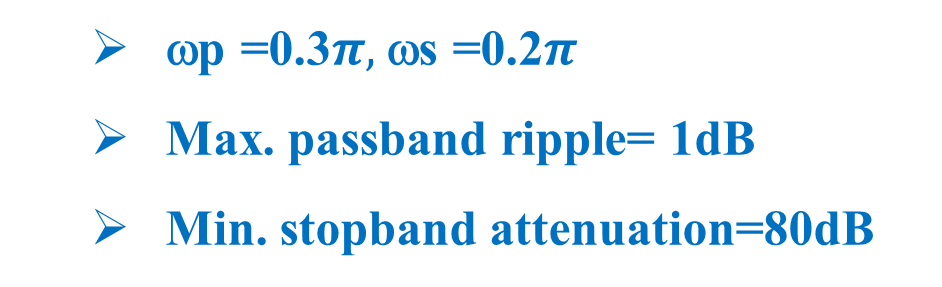 ➢ ωp =0.3π, ωs =0.2π
➢ Max. passband ripple= 1dB
➢ Min. stopband attenuation=80dB